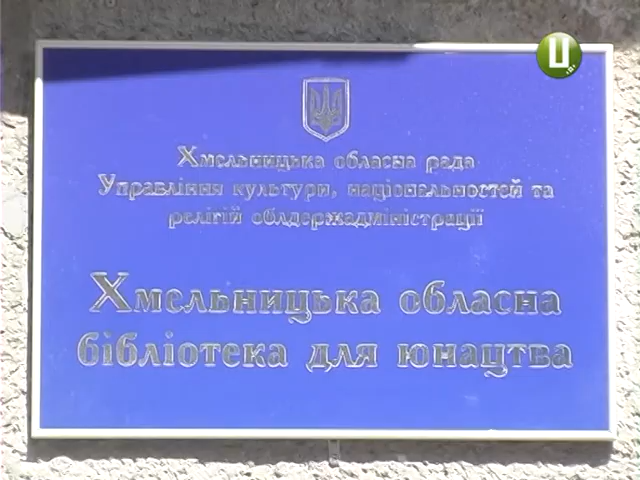 Ц
Хмельницька обласна рада
Управління культури, національностей та
релігій облдержадміністрації
Хмельницька обласна
бібліотека для юнацтва